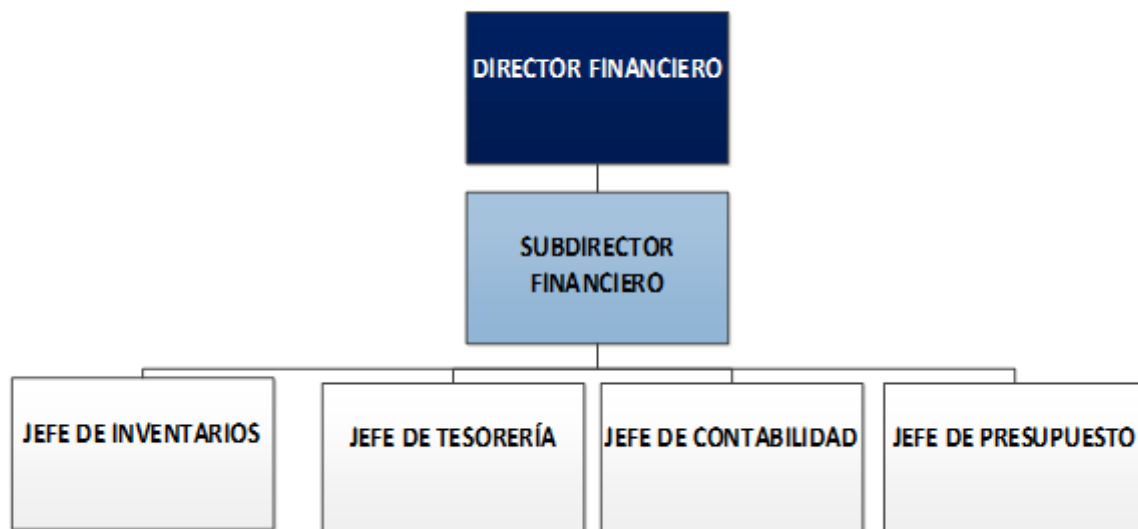 DIRECTOR FINANCIERO
SUBDIRECTOR
FINANCIERO
JEFE DE INVENTARIOS
JEFE DE TESORERÍA
JEFE DE CONTABILIDAD
JEFE DE PRESUPUESTO